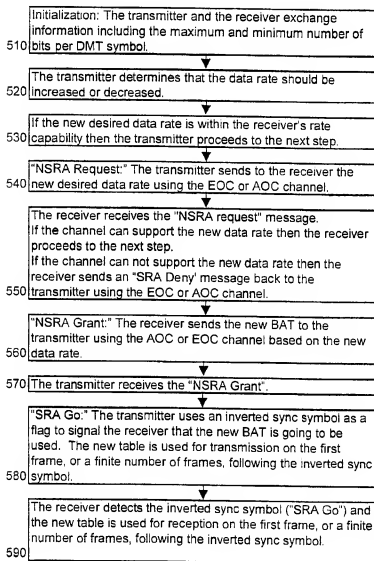 Initialization: The transmitter and the receiver exchange
information including the maximum and minimum number of
510 bits per DMT symbol.
The transmitter determines that the data rate should be
520 increased or decreased.
If the new desired data rate is within the receiver's rate
530 capability then the transmitter proceeds to the next step.
"NSRA Request:" The transmitter sends to the receiver the
540 new desired data rate using the EOC or AOC channel.
The receiver receives the "NSRA request" message.
If the channel can support the new data rate then the receiver
proceeds to the next step.
If the channel can not support the new data rate then the
receiver sends an "SRA Deny' message back to the
550 transmitter using the EOC or AOC channel.
"NSRA Grant:" The receiver sends the new BAT to the
transmitter using the AOC or EOC channel based on the new
560 data rate.
570 The transmitter receives the "NSRA Grant".
"SRA Go:" The transmitter uses an inverted sync symbol as a
flag to signal the receiver that the new BAT is going to be
used. The new table is used for transmission on the first
frame, or a finite number of frames, following the inverted sync
580 symbol.
The receiver detects the inverted sync symbol ("SRA Go") and
the new table is used for reception on the first frame, or a finite
number of frames, following the inverted sync symbol.
590